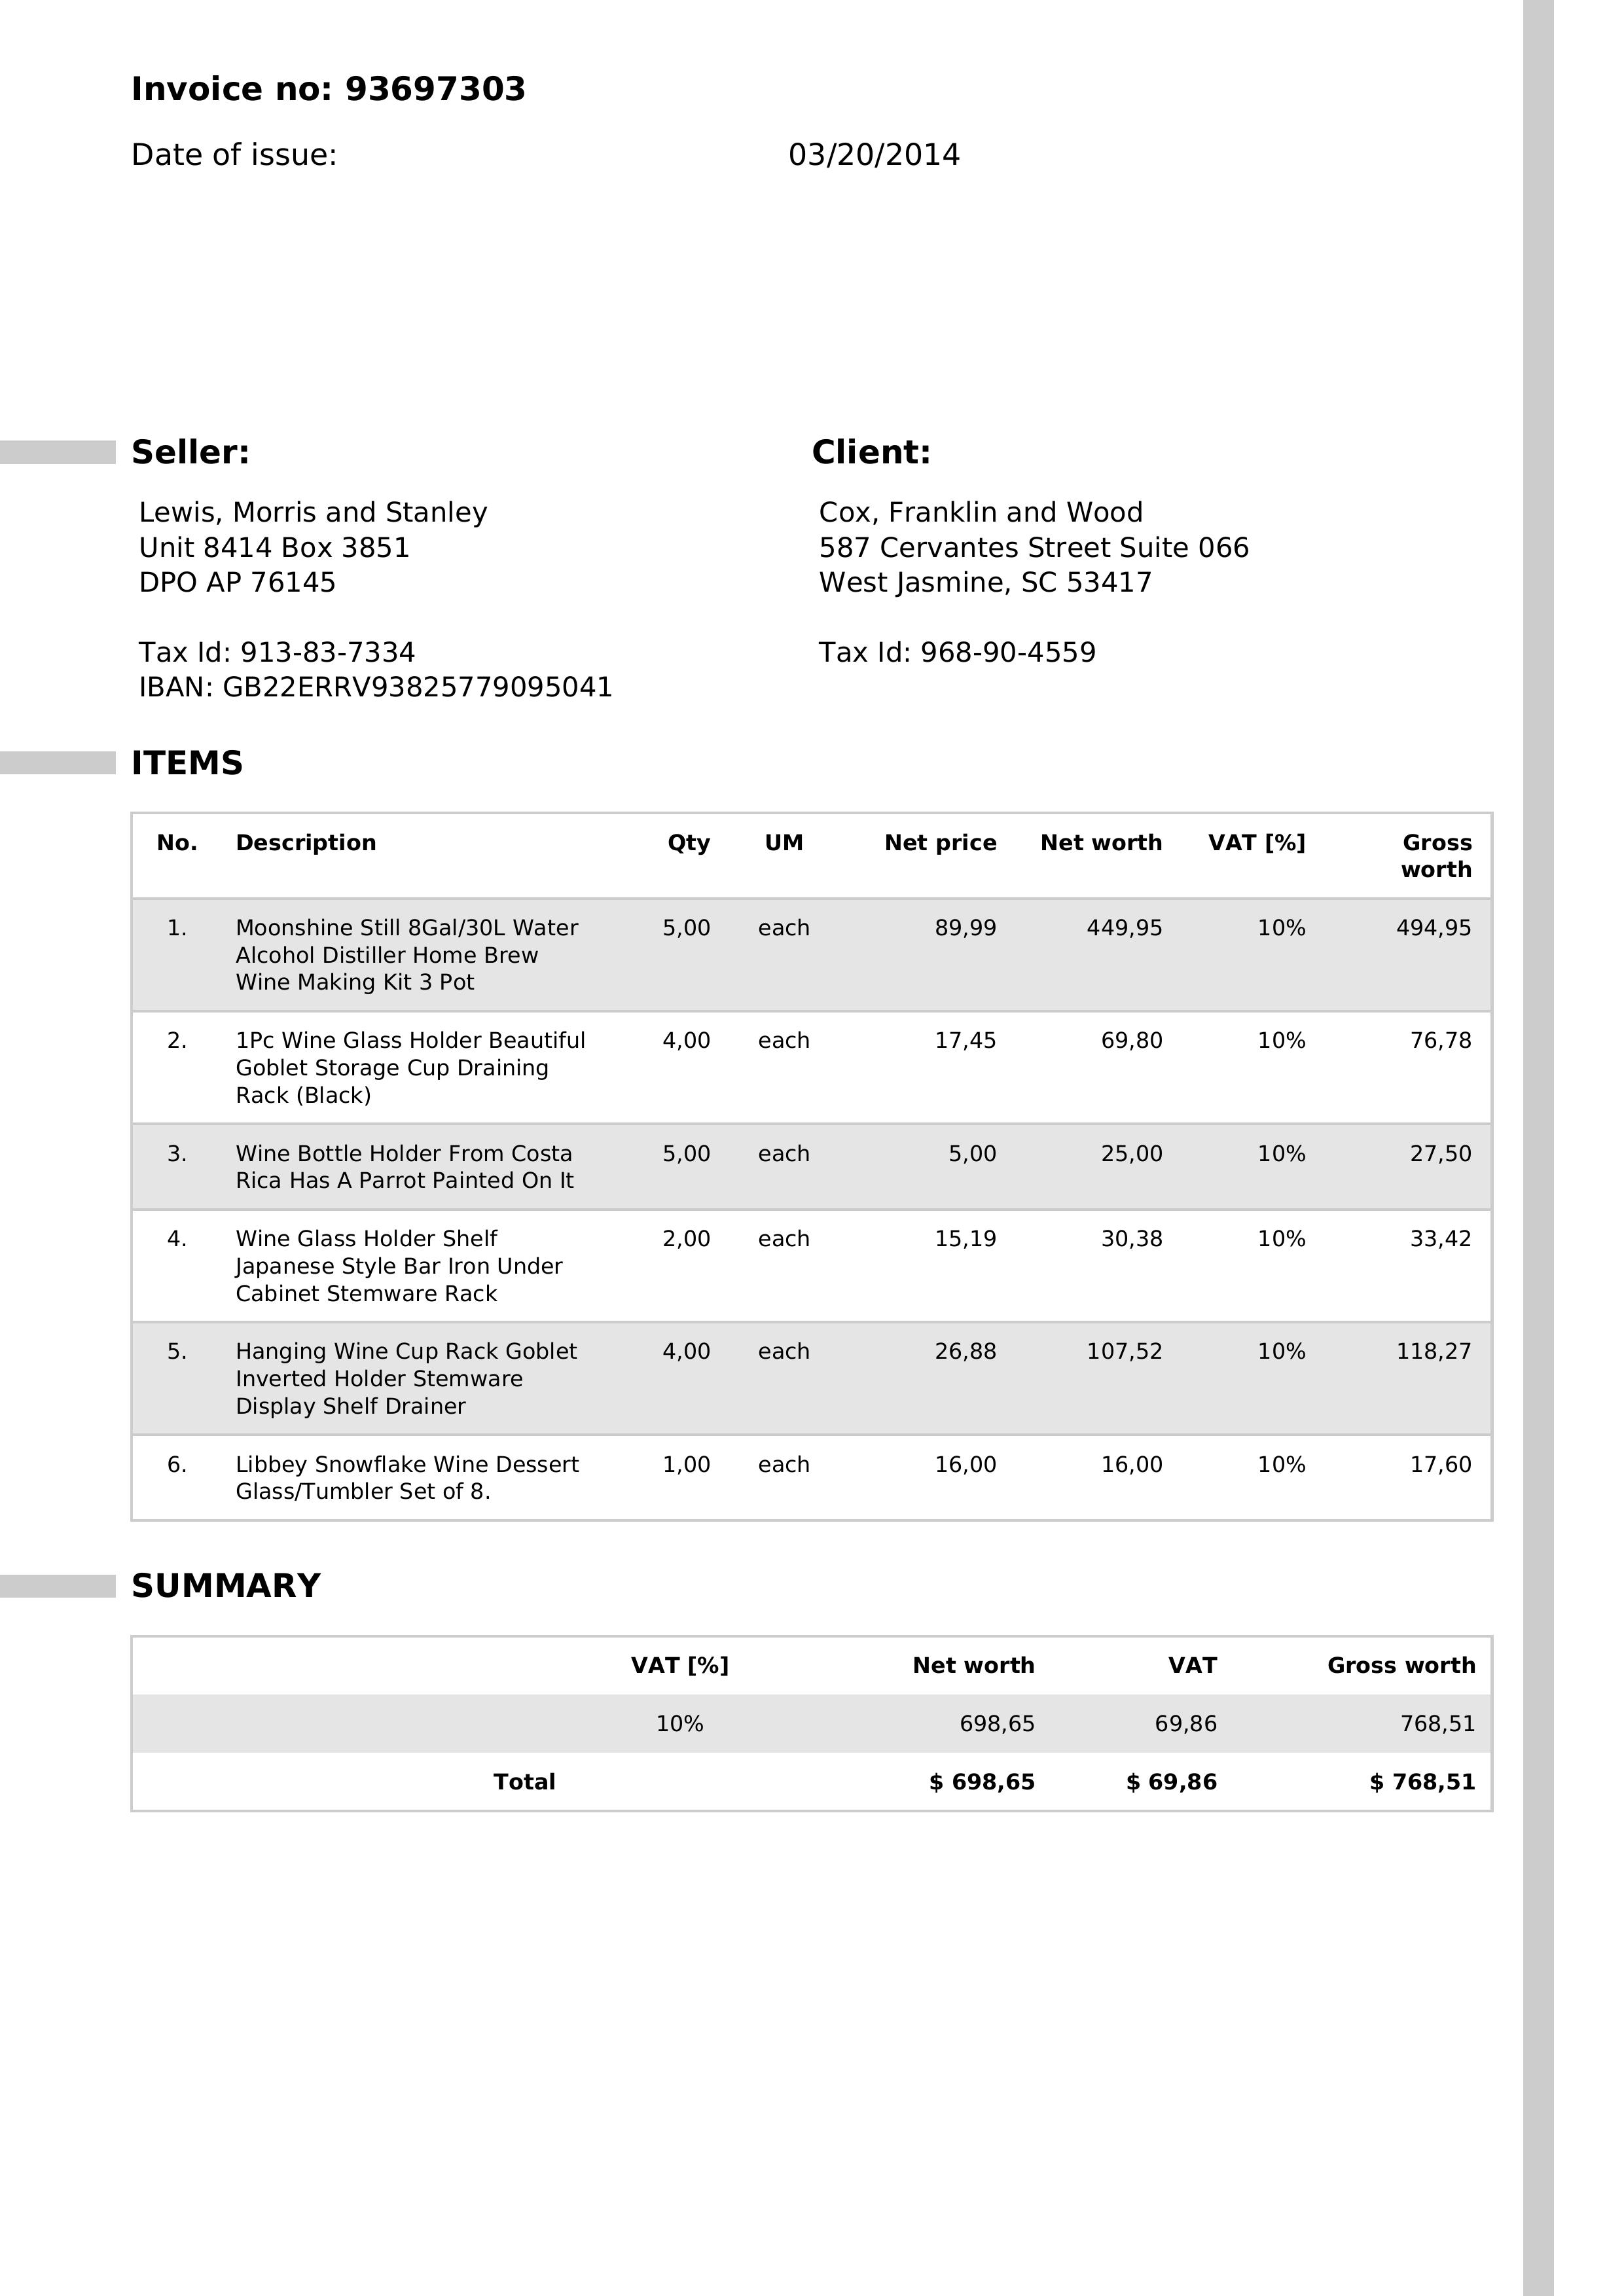 Invoice no: 93697303
Date of issue: 03/20/2014
Seller: Client:
Lewis, Morris and Stanley Cox, Franklin and Wood
Unit 8414 Box 3851 587 Cervantes Street Suite 066
DPO AP 76145 West Jasmine, SC 53417
Tax Id: 913-83-7334 Tax Id: 968-90-4559
IBAN: GB22ERRV93825779095041
ITEMS
No. Description Qty UM Net price Net worth VAT [%] Gross
worth
1. Moonshine Still 8Gal/30L Water 5,00 each 89,99 449,95 10% 494,95
Alcohol Distiller Home Brew
Wine Making Kit 3 Pot
2. 1Pc Wine Glass Holder Beautiful 4,00 each 17,45 69,80 10% 76,78
Goblet Storage Cup Draining
Rack (Black)
3. Wine Bottle Holder From Costa 5,00 each 5,00 25,00 10% 27,50
Rica Has A Parrot Painted On It
4. Wine Glass Holder Shelf 2,00 each 15,19 30,38 10% 33,42
Japanese Style Bar Iron Under
Cabinet Stemware Rack
5. Hanging Wine Cup Rack Goblet 4,00 each 26,88 107,52 10% 118,27
Inverted Holder Stemware
Display Shelf Drainer
6. Libbey Snowflake Wine Dessert 1,00 each 16,00 16,00 10% 17,60
Glass/Tumbler Set of 8.
SUMMARY
VAT [%] Net worth VAT Gross worth
10% 698,65 69,86 768,51
Total $ 698,65 $ 69,86 $ 768,51